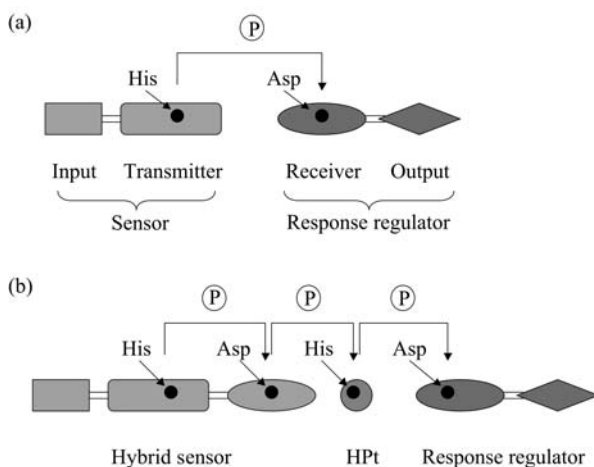 (a)
P
His Asp
Input Transmitter Receiver Output
Sensor Response regulator
(b)
P P P
His Asp His Asp
Hybrid sensor HPt Response regulator